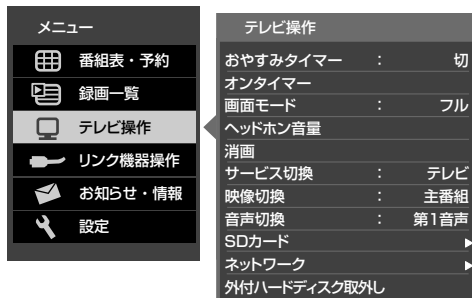 メニュー
番組表・予約
録画一覧
テレビ操作
リンク機器操作
お知らせ・情報
設定
テレビ操作
おやすみタイマー : 切
オンタイマー
画面モード : フル
ヘッドホン音量
消画
サービス切換 : テレビ
映像切換 : 主番組
音声切換 : 第1音声
SDカード
ネットワーク
外付ハードディスク取外し